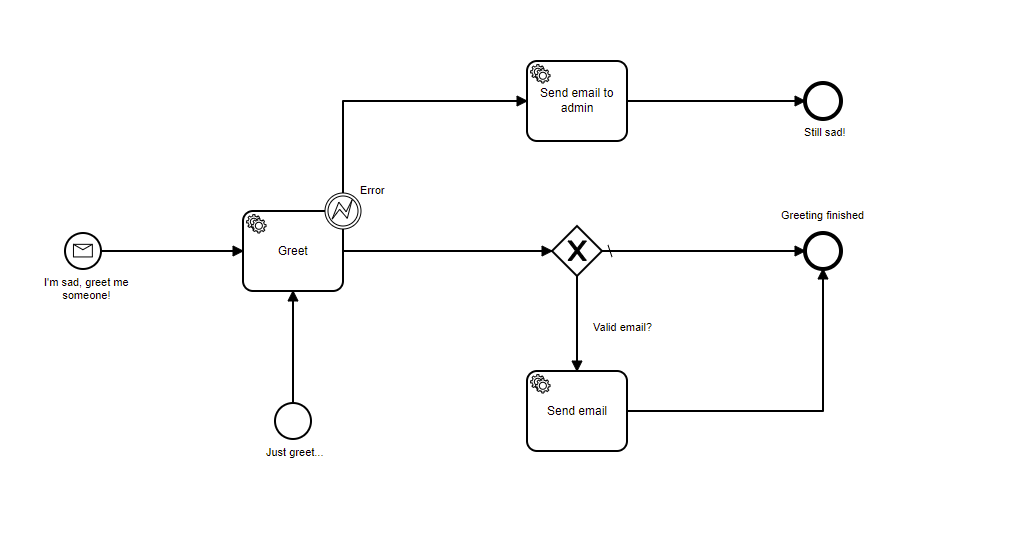 Send email to
admin
Still sad!
Error
Greeting finished
Greet
I'm sad, greet me
someone!
Valid email?
Send email
Just greet...